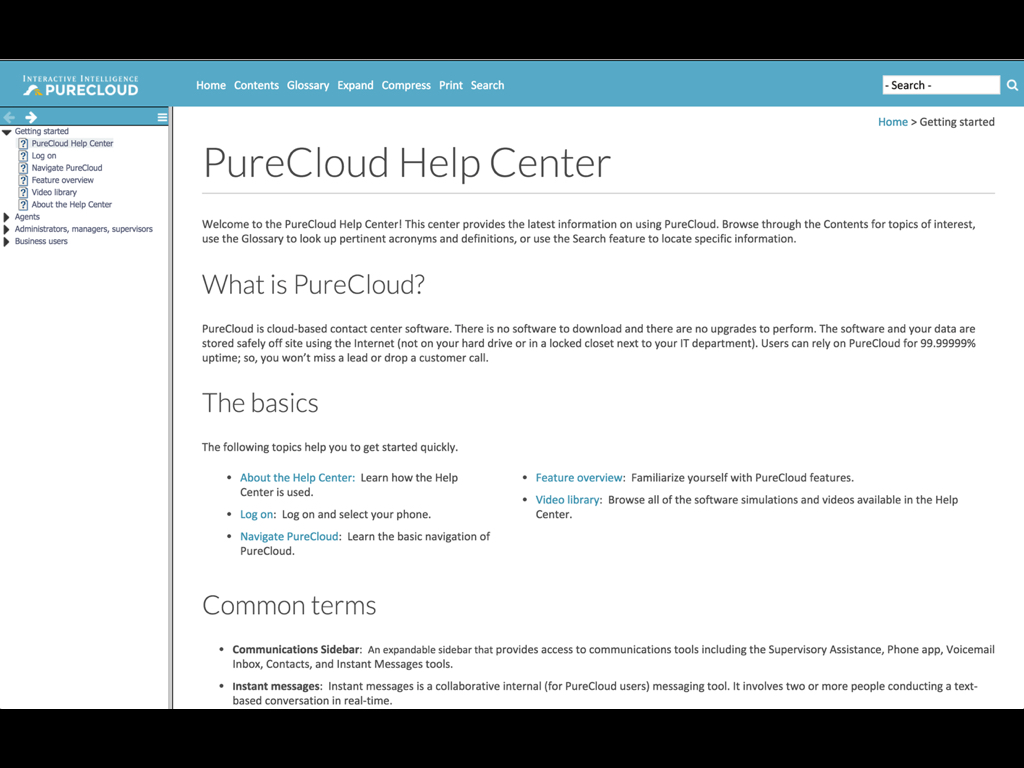 INTERACTIVE INTELLIGENCE
PURECLOUD
Home Contents Glossary Expand Compress Print Search
- Search -
Getting started
PureCloud Help Center
Log on
Navigate PureCloud
Feature overview
Video library
About the Help Center
Agents
Administrators, managers, supervisors
Business users
Home > Getting started
PureCloud Help Center
Welcome to the PureCloud Help Center! This center provides the latest information on using PureCloud. Browse through the Contents for topics of interest,
use the Glossary to look up pertinent acronyms and definitions, or use the Search feature to locate specific information.
What is PureCloud?
PureCloud is cloud-based contact center software. There is no software to download and there are no upgrades to perform. The software and your data are
stored safely off site using the Internet (not on your hard drive or in a locked closet next to your IT department). Users can rely on PureCloud for 99.99999%
uptime; so, you won't miss a lead or drop a customer call.
The basics
The following topics help you to get started quickly.
• About the Help Center: Learn how the Help
Center is used.
• Log on: Log on and select your phone.
• Navigate PureCloud: Learn the basic navigation of
PureCloud.
• Feature overview: Familiarize yourself with PureCloud features.
• Video library: Browse all of the software simulations and videos available in the Help
Center.
Common terms
• Communications Sidebar: An expandable sidebar that provides access to communications tools including the Supervisory Assistance, Phone app, Voicemail
Inbox, Contacts, and Instant Messages tools.
• Instant messages: Instant messages is a collaborative internal (for PureCloud users) messaging tool. It involves two or more people conducting a text-
based conversation in real-time.